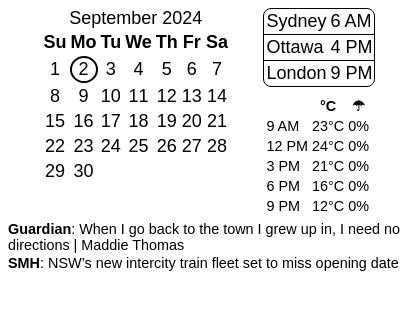 September 2024
Su Mo Tu We Th Fr Sa
1 2 3 4 5 6 7
8 9 10 11 12 13 14
15 16 17 18 19 20 21
22 23 24 25 26 27 28
29 30
Sydney 6 AM
Ottawa 4 PM
London 9 PM
°C ☂
9 AM 23°C 0%
12 PM 24°C 0%
3 PM 21°C 0%
6 PM 16°C 0%
9 PM 12°C 0%
Guardian: When I go back to the town I grew up in, I need no
directions | Maddie Thomas
SMH: NSW’s new intercity train fleet set to miss opening date